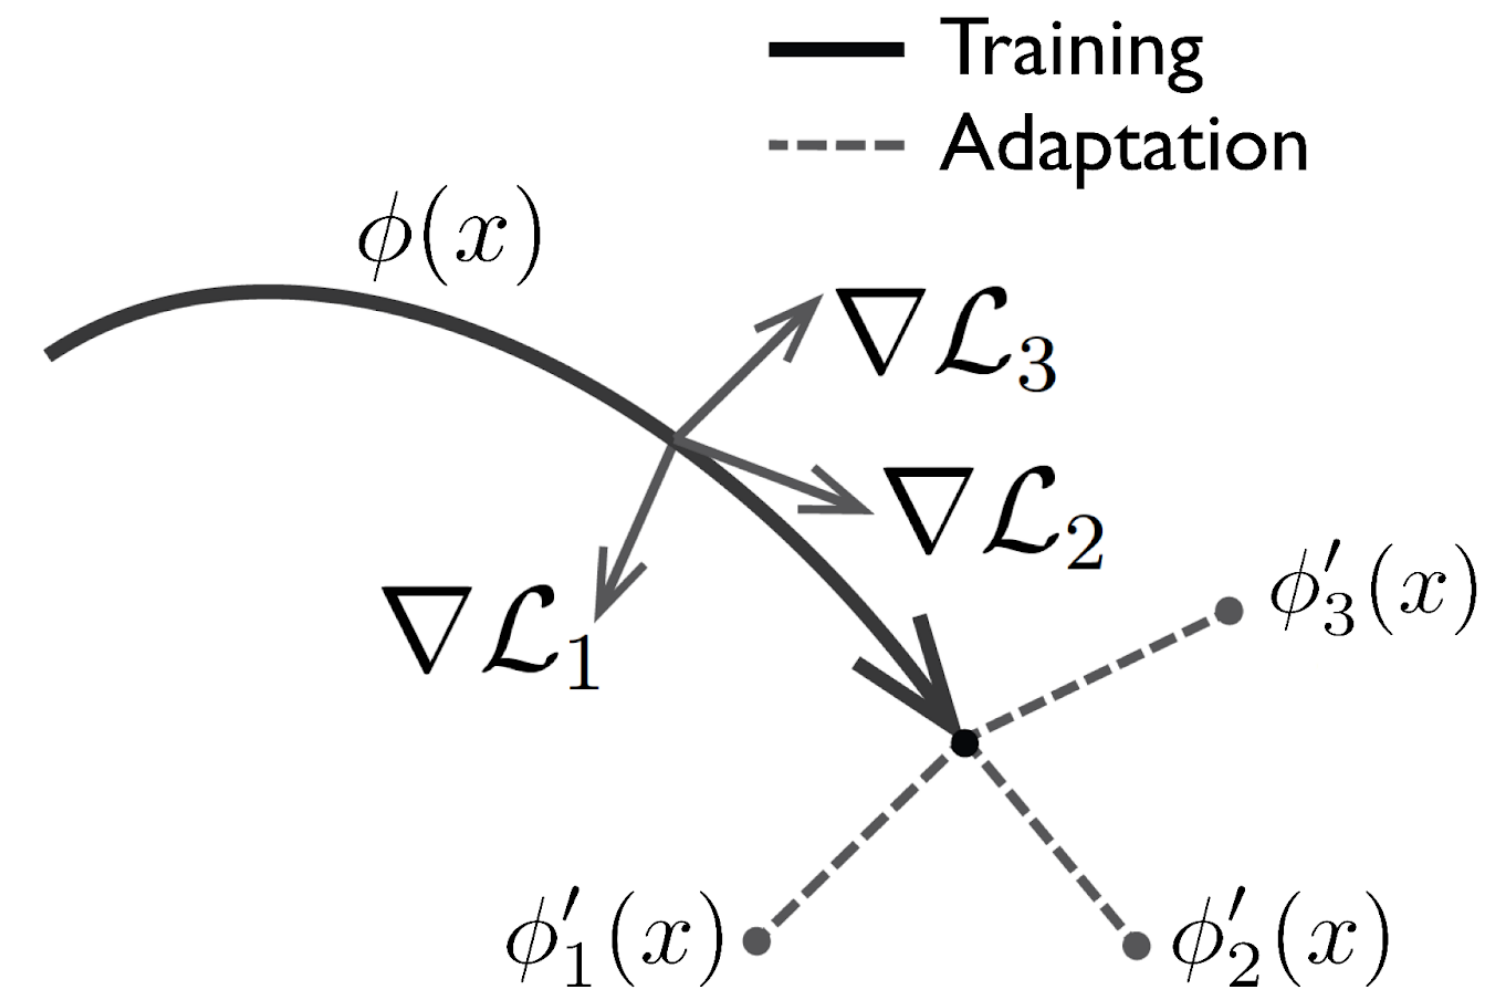 Training
Adaptation
ϕ(x)
∇ℒ₃
∇ℒ₂
∇ℒ₁
ϕ′₃(x)
ϕ′₁(x)
ϕ′₂(x)